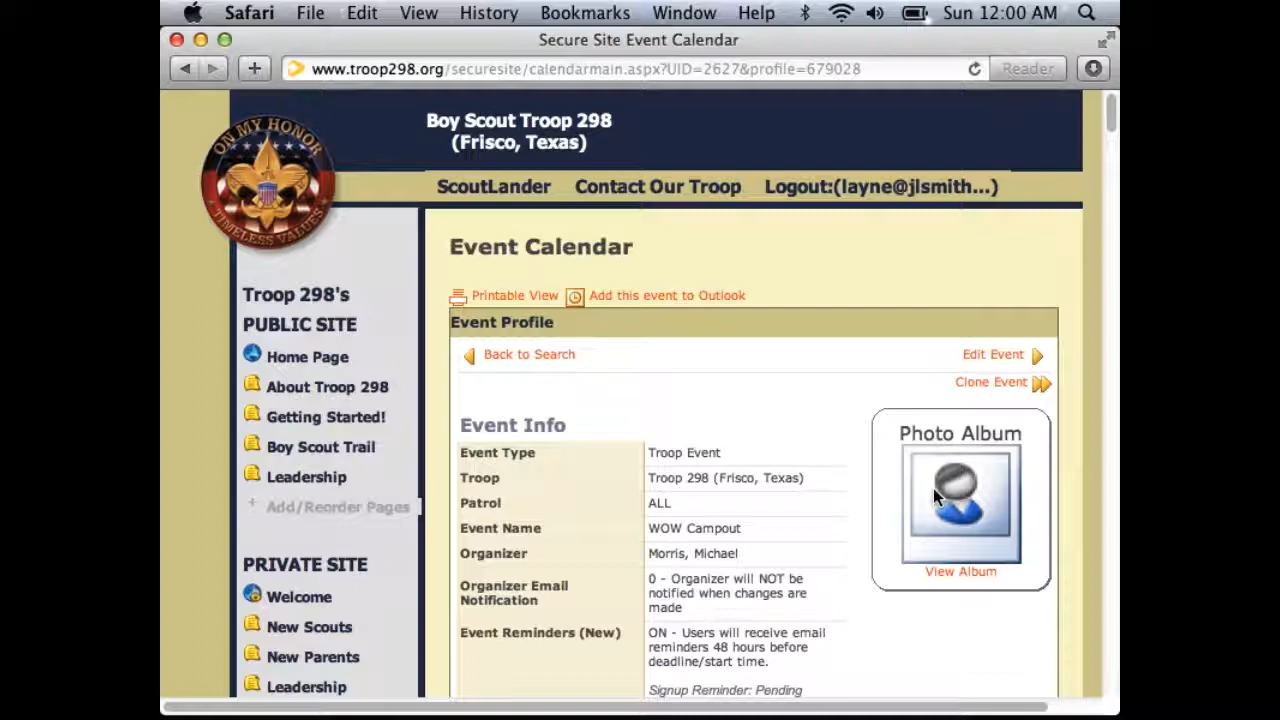 Safari File Edit View History Bookmarks Window Help Sun 12:00 AM
Secure Site Event Calendar
www.troop298.org/securesite/calendarmain.aspx?UID=2627&profile=679028 Reader
ON MY HONOR
TIMELESS VALUES
Boy Scout Troop 298
(Frisco, Texas)
ScoutLander Contact Our Troop Logout:(layne@jlsmith...)
Troop 298's
PUBLIC SITE
Home Page
About Troop 298
Getting Started!
Boy Scout Trail
Leadership
+ Add/Reorder Pages
PRIVATE SITE
Welcome
New Scouts
New Parents
Leadership
Event Calendar
Printable View Add this event to Outlook
Event Profile
Back to Search Edit Event
Clone Event
Event Info
Event Type Troop Event
Troop Troop 298 (Frisco, Texas)
Patrol ALL
Event Name WOW Campout
Organizer Morris, Michael
Organizer Email
Notification
0 - Organizer will NOT be
notified when changes are
made
Event Reminders (New) ON - Users will receive email
reminders 48 hours before
deadline/start time.
Signup Reminder: Pending
Photo Album
View Album